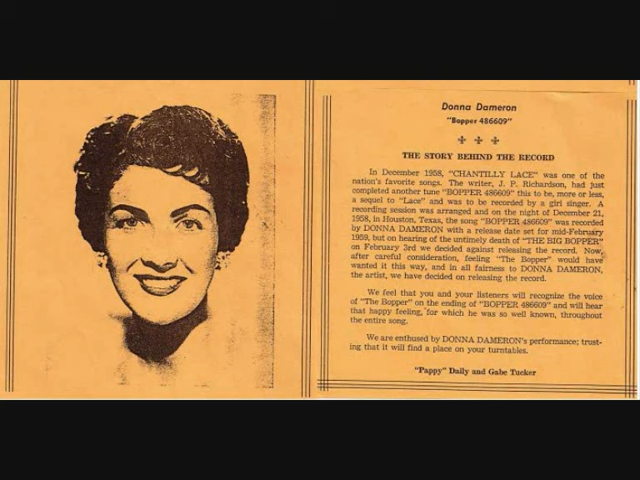 Donna Dameron
"Bopper 486609"
THE STORY BEHIND THE RECORD
In December 1958, "CHANTILLY LACE" was one of the
nation's favorite songs. The writer, J. P. Richardson, had just
completed another tune "BOPPER 486609" this to be, more or less,
a sequel to "Lace" and was to be recorded by a girl singer. A
recording session was arranged and on the night of December 21,
1958, in Houston, Texas, the song "BOPPER 486609" was recorded
by DONNA DAMERON with a release date set for mid-February
1959, but on hearing of the untimely death of "THE BIG BOPPER"
on February 3rd we decided against releasing the record. Now,
after careful consideration, feeling "The Bopper" would have
wanted it this way, and in all fairness to DONNA DAMERON,
the artist, we have decided on releasing the record.
We feel that you and your listeners will recognize the voice
of "The Bopper" on the ending of "BOPPER 486609" and will hear
that happy feeling, for which he was so well known, throughout
the entire song.
We are enthused by DONNA DAMERON'S performance; trust-
ing that it will find a place on your turntables.
"Pappy" Daily and Gabe Tucker